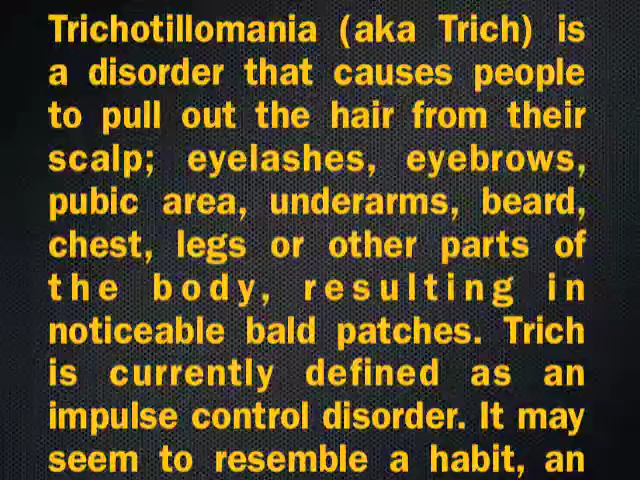 Trichotillomania (aka Trich) is
a disorder that causes people
to pull out the hair from their
scalp; eyelashes, eyebrows,
pubic area, underarms, beard,
chest, legs or other parts of
the body, resulting in
noticeable bald patches. Trich
is currently defined as an
impulse control disorder. It may
seem to resemble a habit, an